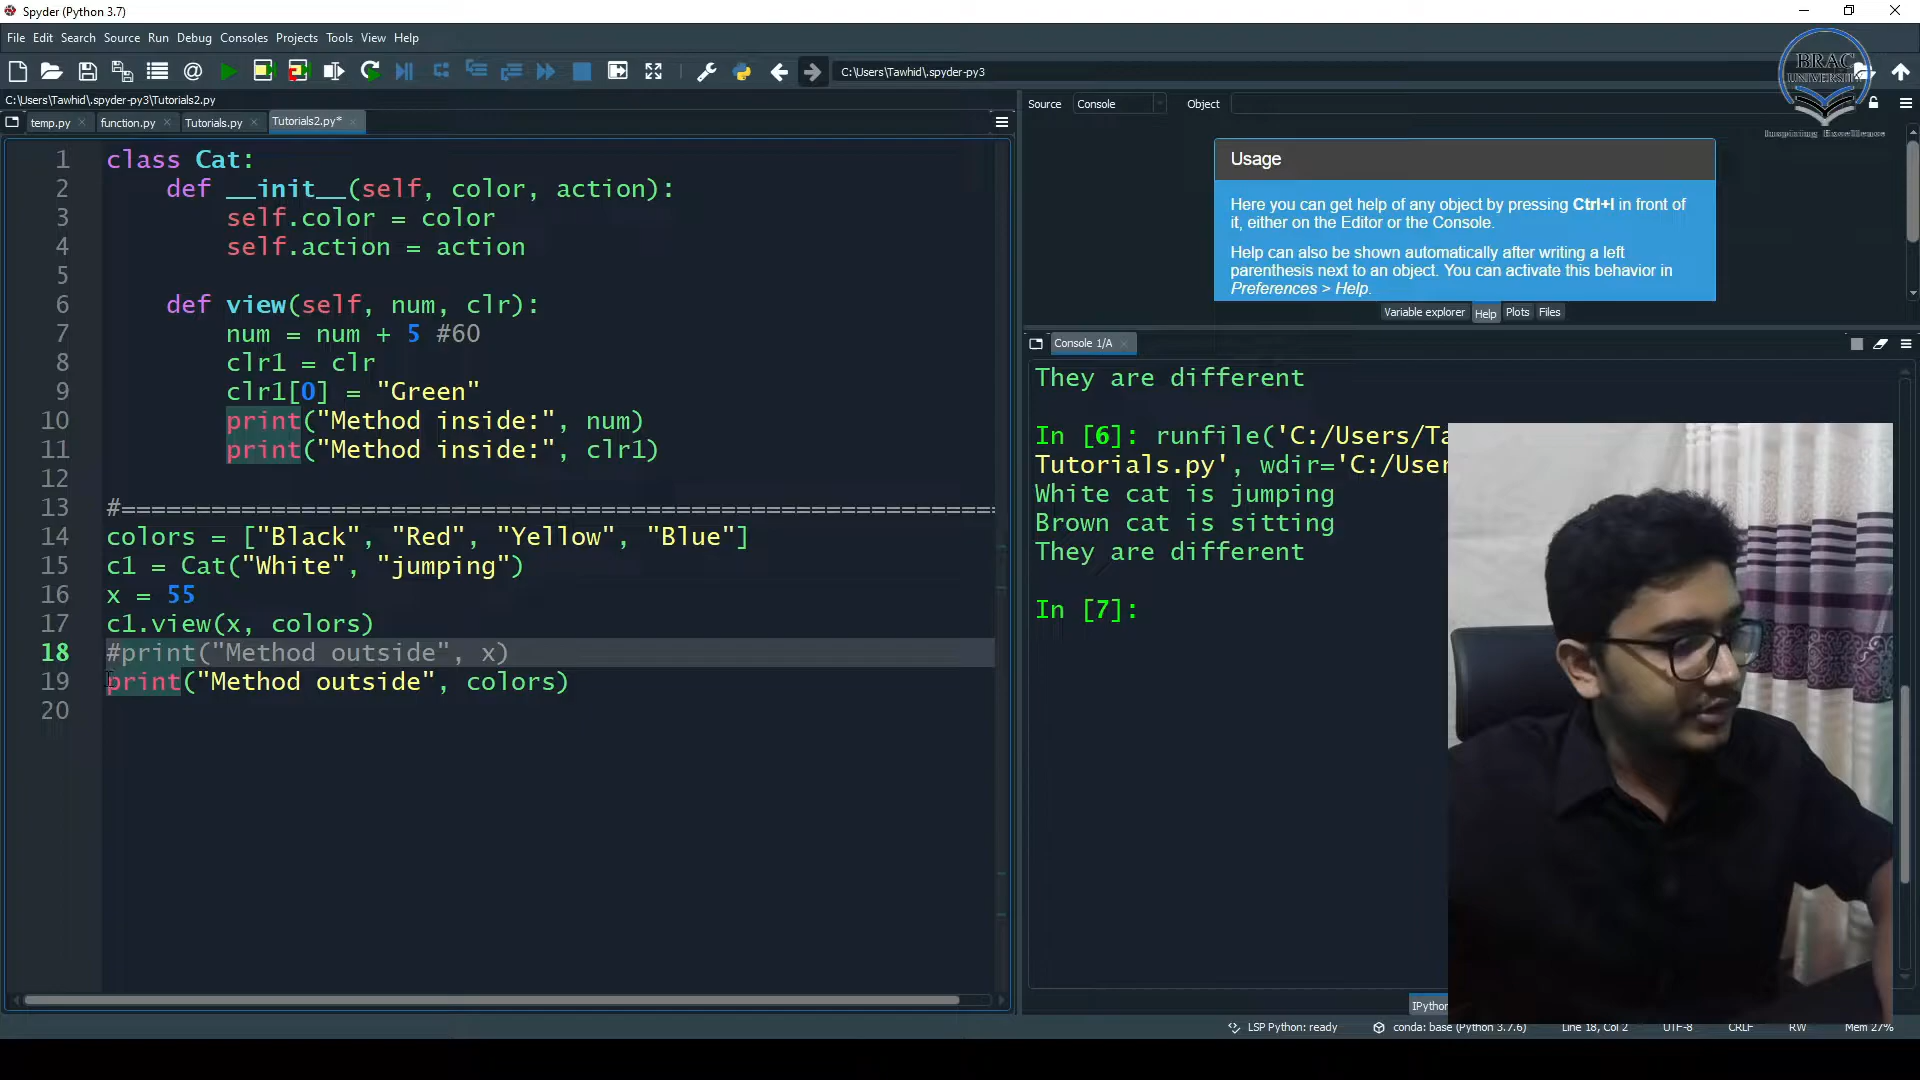 Spyder (Python 3.7)
File Edit Search Source Run Debug Consoles Projects Tools View Help
C:\Users\Tawhid\.spyder-py3
BRAC
UNIVERSITY
Inspiring Excellence
C:\Users\Tawhid\.spyder-py3\Tutorials2.py
temp.py function.py Tutorials.py Tutorials2.py*
1 class Cat:
2 def __init__(self, color, action):
3 self.color = color
4 self.action = action
5
6 def view(self, num, clr):
7 num = num + 5 #60
8 clr1 = clr
9 clr1[0] = "Green"
10 print("Method inside:", num)
11 print("Method inside:", clr1)
12
13 #===========================================================
14 colors = ["Black", "Red", "Yellow", "Blue"]
15 c1 = Cat("White", "jumping")
16 x = 55
17 c1.view(x, colors)
18 #print("Method outside", x)
19 print("Method outside", colors)
20
Source Console Object
Usage
Here you can get help of any object by pressing Ctrl+I in front of
it, either on the Editor or the Console.
Help can also be shown automatically after writing a left
parenthesis next to an object. You can activate this behavior in
Preferences > Help.
Variable explorer Help Plots Files
Console 1/A
They are different
In [6]: runfile('C:/Users/Ta
Tutorials.py', wdir='C:/User
White cat is jumping
Brown cat is sitting
They are different
In [7]:
IPython
LSP Python: ready conda: base (Python 3.7.6) Line 18, Col 2 UTF-8 CRLF RW Mem 27%